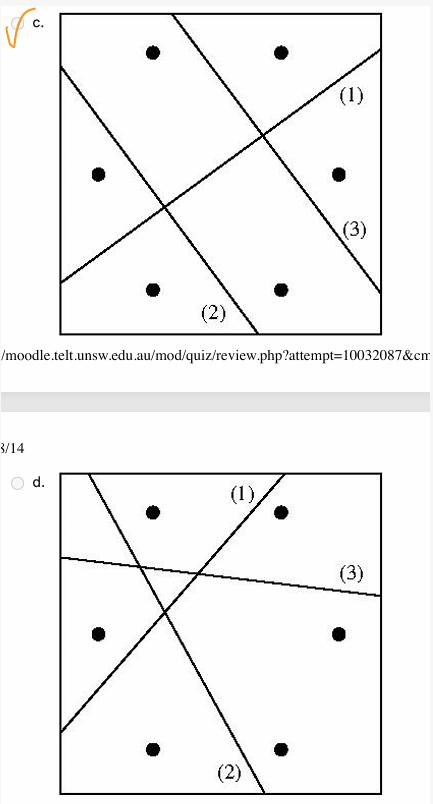 c.
(1)
(3)
(2)
/moodle.telt.unsw.edu.au/mod/quiz/review.php?attempt=10032087&cm
/14
d.
(1)
(3)
(2)